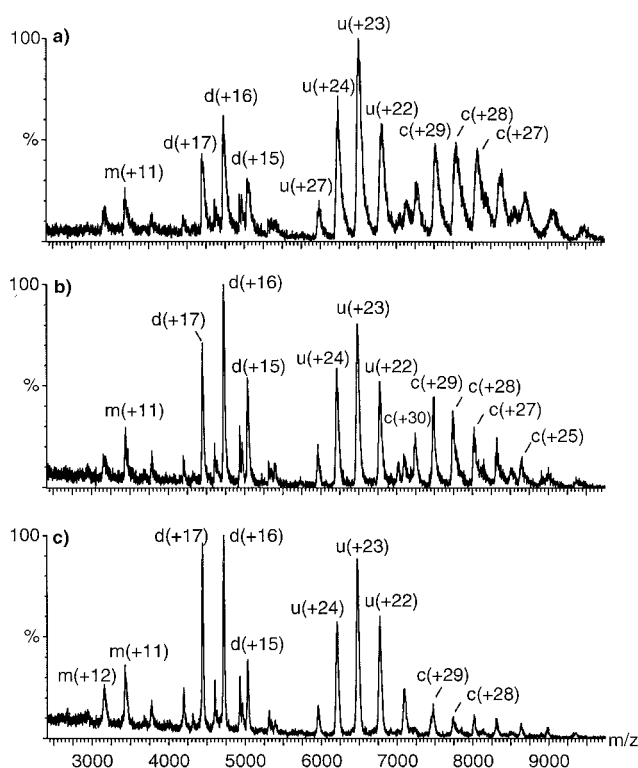 100 a)
u(+23)
u(+24)
d(+16)
u(+22)
c(+28)
%
d(+17)
c(+29)
c(+27)
d(+15)
m(+11)
u(+27)
100 b)
d(+16)
u(+23)
d(+17)
u(+24)
u(+22)
d(+15)
c(+29)
c(+28)
%
m(+11)
c(+30)
c(+27)
c(+25)
100 c)
d(+17)
d(+16)
u(+23)
u(+24)
u(+22)
%
d(+15)
m(+12)
m(+11)
c(+29)
c(+28)
m/z
3000 4000 5000 6000 7000 8000 9000